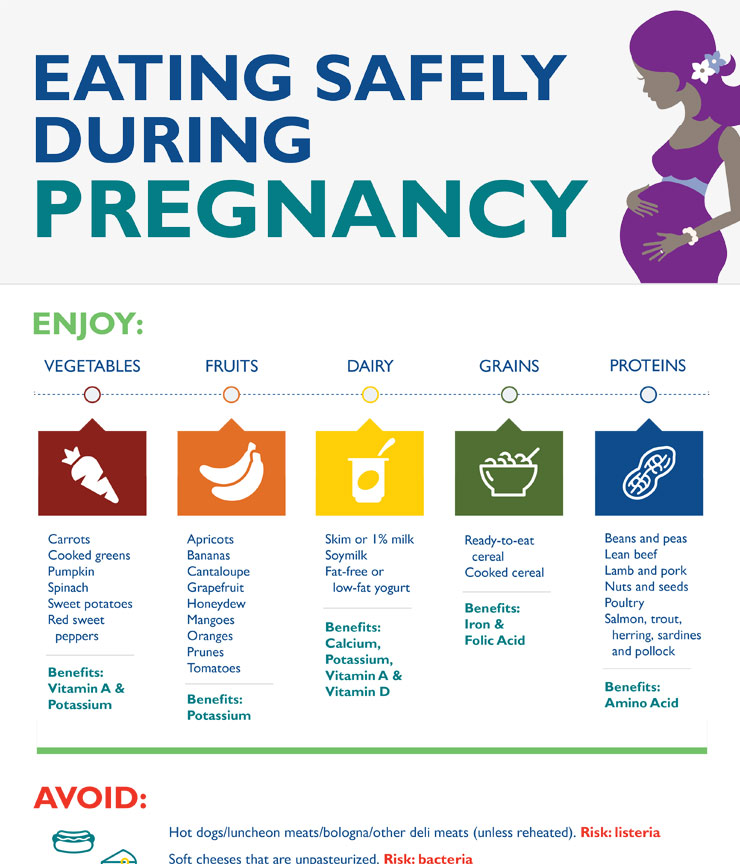 EATING SAFELY
DURING
PREGNANCY
ENJOY:
VEGETABLES
Carrots
Cooked greens
Pumpkin
Spinach
Sweet potatoes
Red sweet
peppers
Benefits:
Vitamin A &
Potassium
FRUITS
Apricots
Bananas
Cantaloupe
Grapefruit
Honeydew
Mangoes
Oranges
Prunes
Tomatoes
Benefits:
Potassium
DAIRY
Skim or 1% milk
Soymilk
Fat-free or
low-fat yogurt
Benefits:
Calcium,
Potassium,
Vitamin A &
Vitamin D
GRAINS
Ready-to-eat
cereal
Cooked cereal
Benefits:
Iron &
Folic Acid
PROTEINS
Beans and peas
Lean beef
Lamb and pork
Nuts and seeds
Poultry
Salmon, trout,
herring, sardines
and pollock
Benefits:
Amino Acid
AVOID:
Hot dogs/luncheon meats/bologna/other deli meats (unless reheated). Risk: listeria
Soft cheeses that are unpasteurized. Risk: bacteria